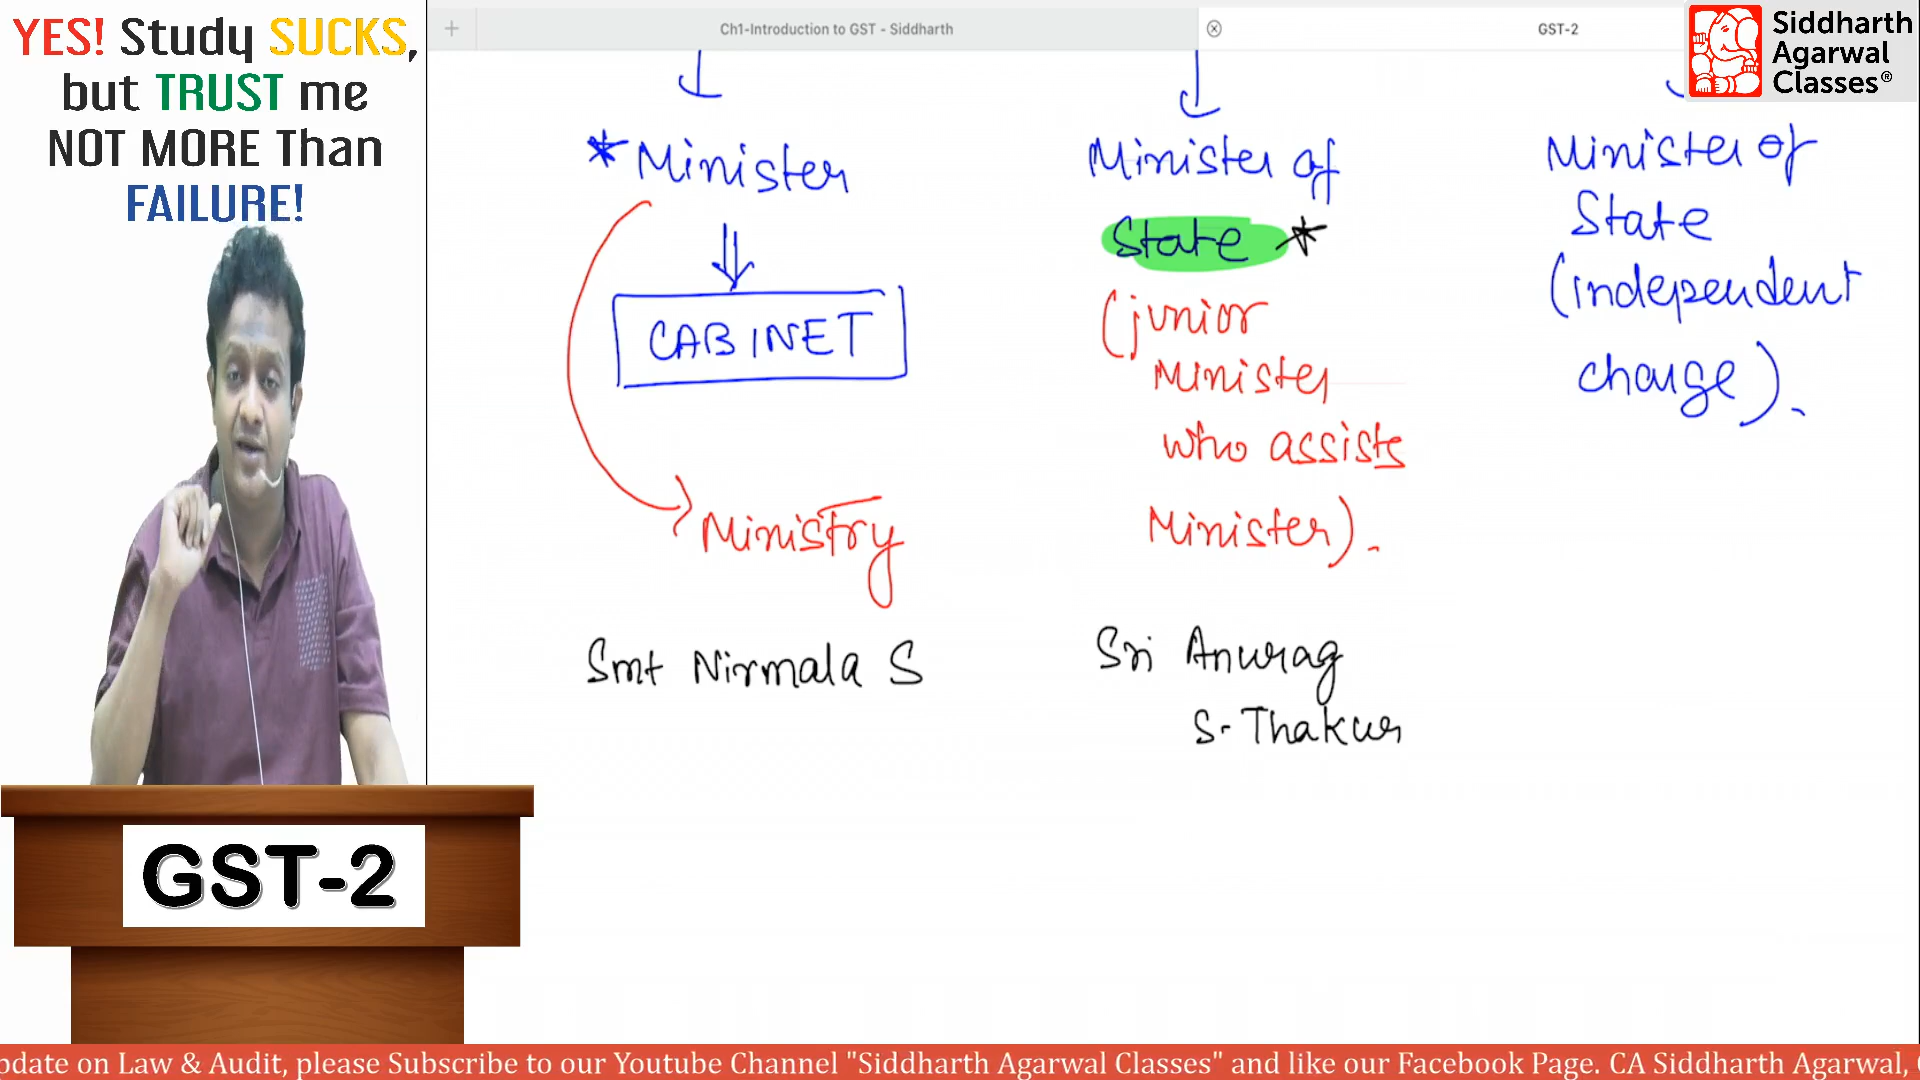 YES! Study SUCKS,
but TRUST me
NOT MORE Than
FAILURE!
Ch1-Introduction to GST - Siddharth
GST-2
Siddharth
Agarwal
Classes®
*Minister
CABINET
Ministry
Smt Nirmala S
Minister of
State *
(junior
Minister
who assists
Minister).
Sri Anurag
S. Thakur
Minister of
State
(independent
charge).
GST-2
pdate on Law & Audit, please Subscribe to our Youtube Channel "Siddharth Agarwal Classes" and like our Facebook Page. CA Siddharth Agarwal,